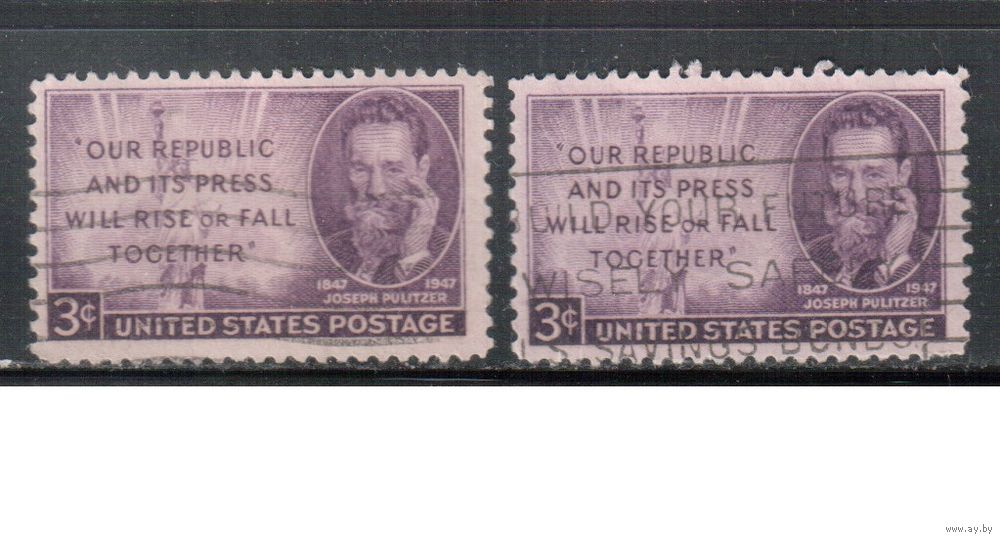 "OUR REPUBLIC
AND ITS PRESS
WILL RISE OR FALL
TOGETHER"
1847 1947
JOSEPH PULITZER
3¢ UNITED STATES POSTAGE
"OUR REPUBLIC
AND ITS PRESS
WILL RISE OR FALL
TOGETHER"
1847 1947
JOSEPH PULITZER
3¢ UNITED STATES POSTAGE
YOUR FUTURE
WISELY
SAVINGS BONDS
www.ay.by